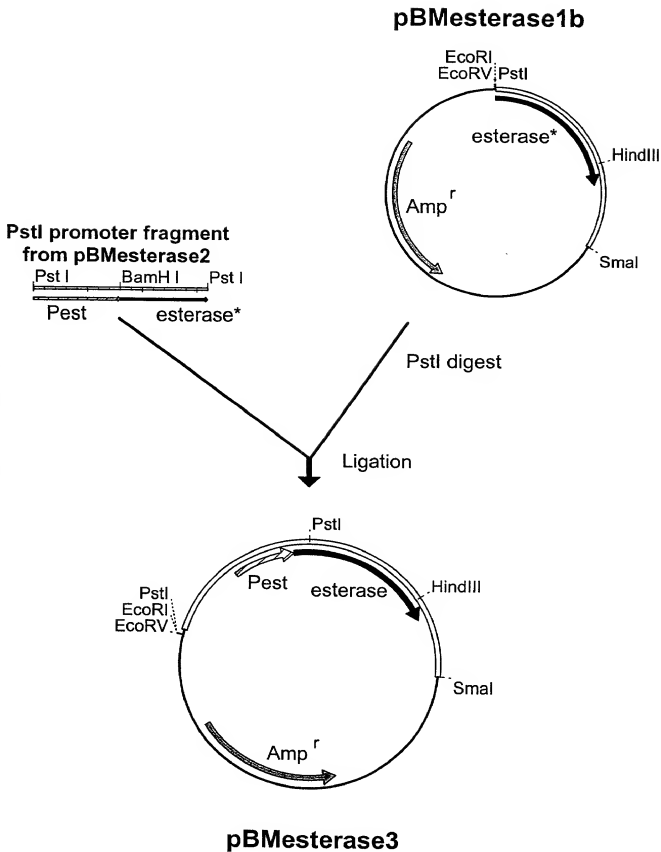 pBMesterase1b
EcoRI
EcoRV PstI
esterase*
HindIII
Amp r
SmaI
PstI promoter fragment
from pBMesterase2
Pst I BamH I Pst I
Pest esterase*
PstI digest
Ligation
PstI
Pest esterase
HindIII
PstI
EcoRI
EcoRV
SmaI
Amp r
pBMesterase3